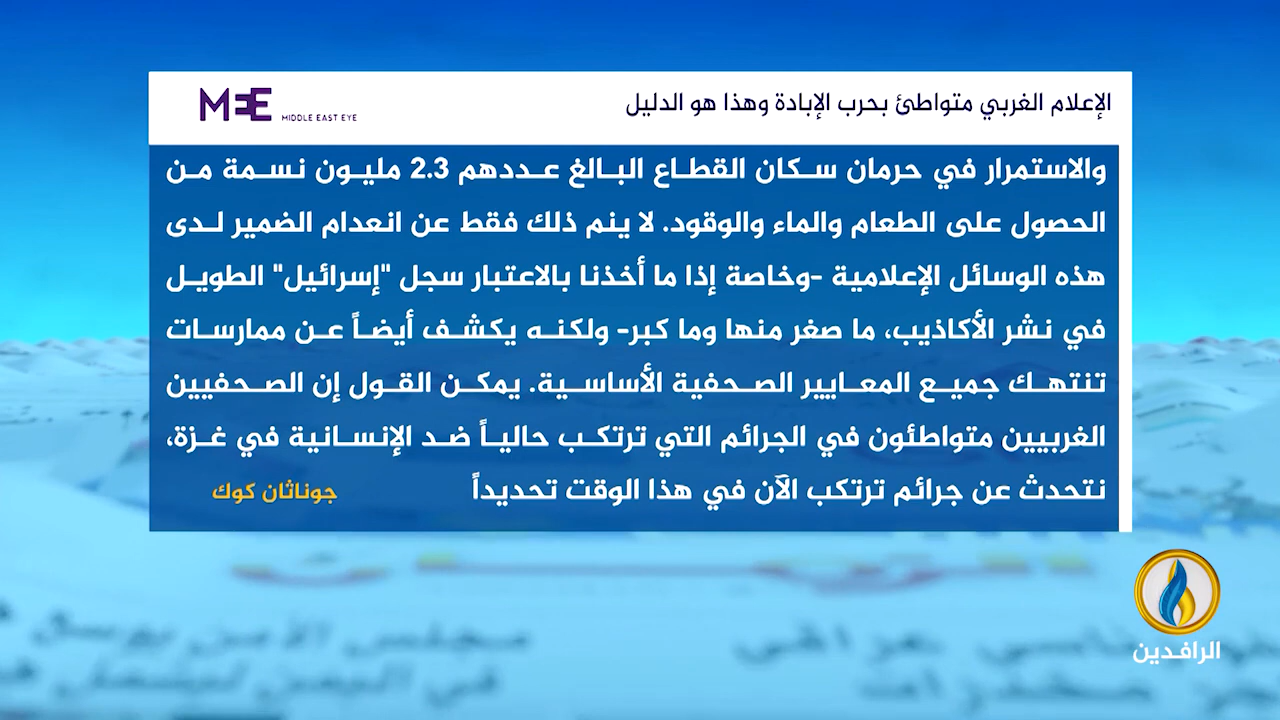 الإعلام الغربي متواطئ بحرب الإبادة وهذا هو الدليل
MEE
MIDDLE EAST EYE
والاستمرار في حرمان سكان القطاع البالغ عددهم 2.3 مليون نسمة من
الحصول على الطعام والماء والوقود. لا ينم ذلك فقط عن انعدام الضمير لدى
هذه الوسائل الإعلامية -وخاصة إذا ما أخذنا بالاعتبار سجل "إسرائيل" الطويل
في نشر الأكاذيب، ما صغر منها وما كبر- ولكنه يكشف أيضاً عن ممارسات
تنتهك جميع المعايير الصحفية الأساسية. يمكن القول إن الصحفيين
الغربيين متواطئون في الجرائم التي ترتكب حالياً ضد الإنسانية في غزة،
نتحدث عن جرائم ترتكب الآن في هذا الوقت تحديداً
جوناثان كوك
الرافدين
مجلس الأمن
في اليمن